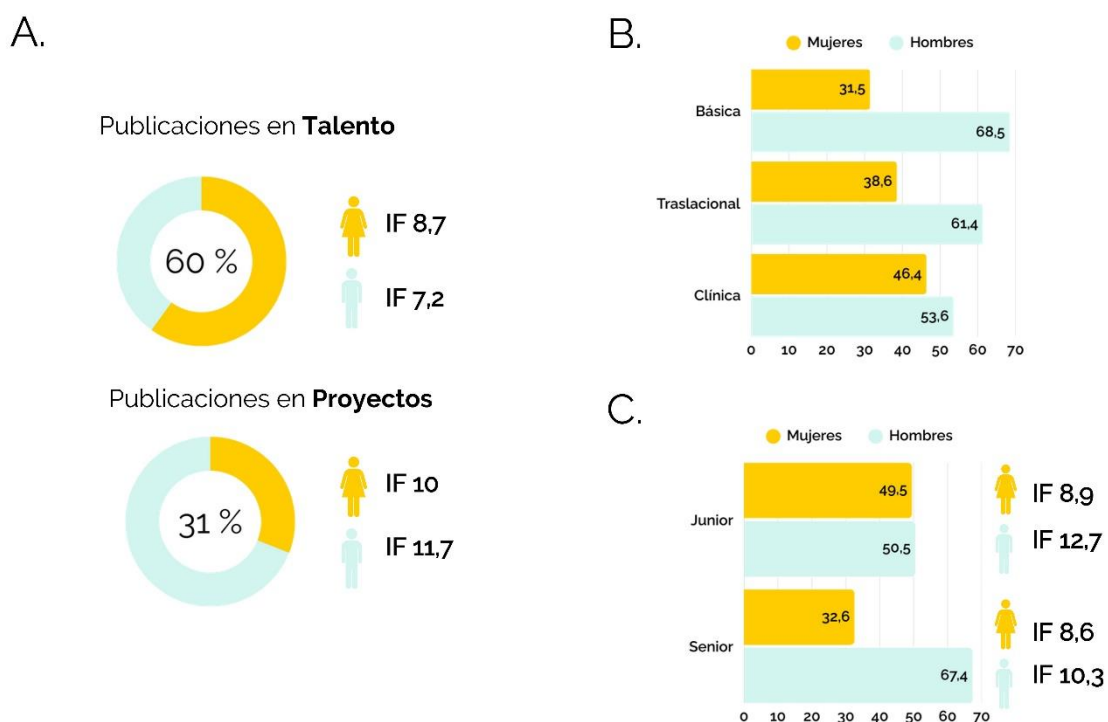 A.
Publicaciones en Talento
60 %
IF 8,7
IF 7,2
Publicaciones en Proyectos
31 %
IF 10
IF 11,7
B.
Mujeres Hombres
Básica
31,5
68,5
Traslacional
38,6
61,4
Clínica
46,4
53,6
0 10 20 30 40 50 60 70
C.
Mujeres Hombres
Junior
49,5
50,5
IF 8,9
IF 12,7
Senior
32,6
67,4
IF 8,6
IF 10,3
0 10 20 30 40 50 60 70